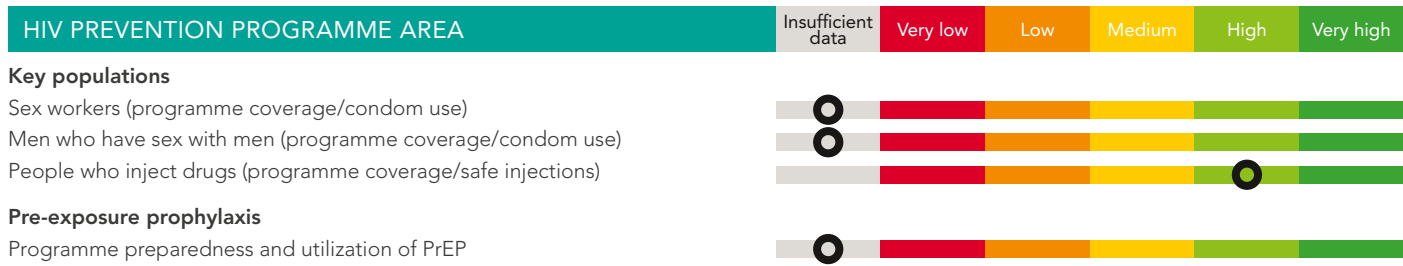 HIV PREVENTION PROGRAMME AREA
Insufficient
data
Very low
Low
Medium
High
Very high
Key populations
Sex workers (programme coverage/condom use)
Men who have sex with men (programme coverage/condom use)
People who inject drugs (programme coverage/safe injections)
Pre-exposure prophylaxis
Programme preparedness and utilization of PrEP